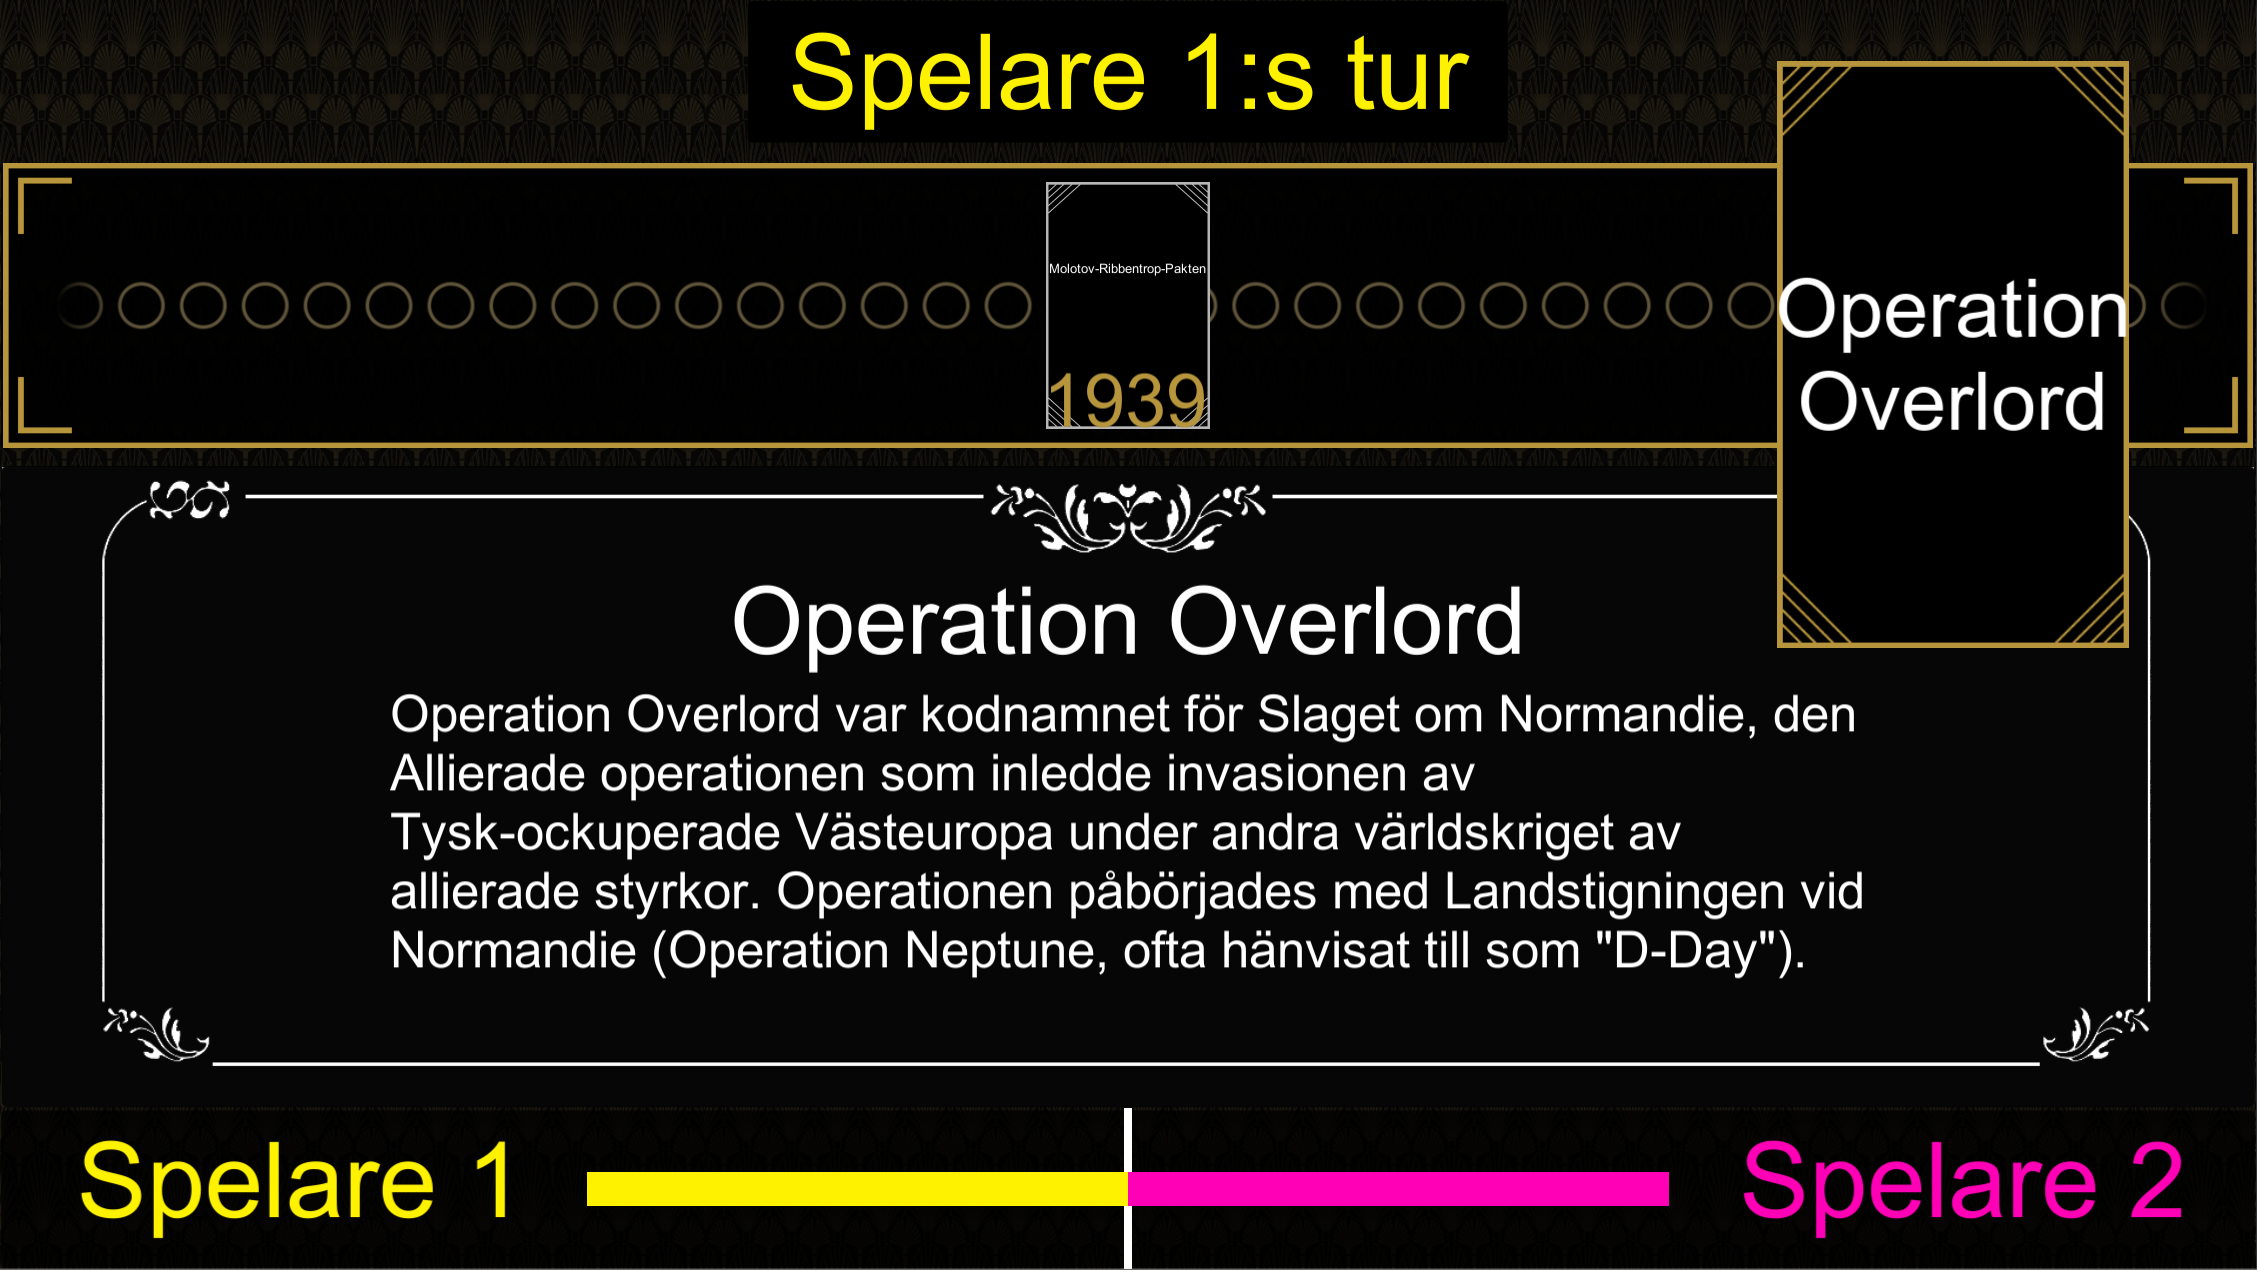 Spelare 1:s tur
Molotov-Ribbentrop-Pakten
1939
Operation
Overlord
Operation Overlord
Operation Overlord var kodnamnet för Slaget om Normandie, den
Allierade operationen som inledde invasionen av
Tysk-ockuperade Västeuropa under andra världskriget av
allierade styrkor. Operationen påbörjades med Landstigningen vid
Normandie (Operation Neptune, ofta hänvisat till som "D-Day").
Spelare 1
Spelare 2